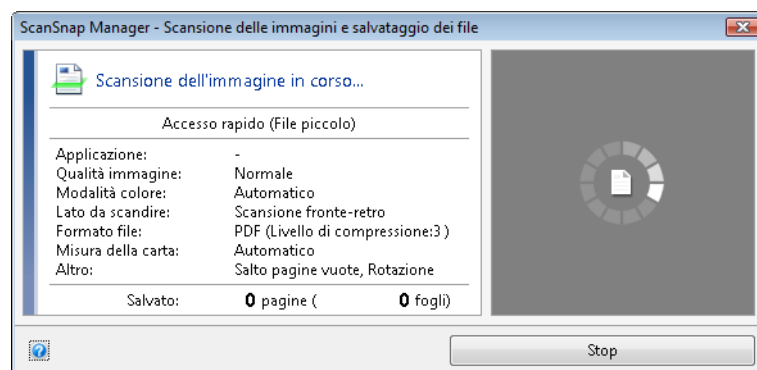 ScanSnap Manager - Scansione delle immagini e salvataggio dei file
Scansione dell'immagine in corso...
Accesso rapido (File piccolo)
Applicazione: -
Qualità immagine: Normale
Modalità colore: Automatico
Lato da scandire: Scansione fronte-retro
Formato file: PDF (Livello di compressione:3 )
Misura della carta: Automatico
Altro: Salto pagine vuote, Rotazione
Salvato: 0 pagine ( 0 fogli)
? Stop